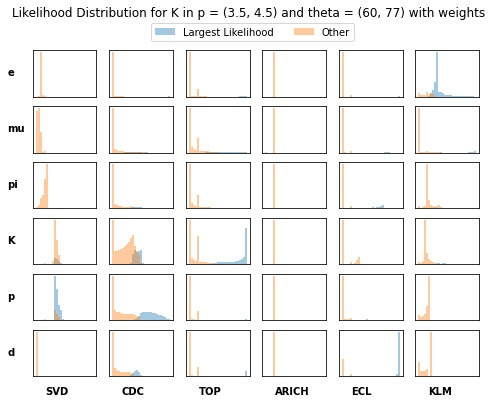 Likelihood Distribution for K in p = (3.5, 4.5) and theta = (60, 77) with weights
Largest Likelihood Other
e
mu
pi
K
p
d
SVD CDC TOP ARICH ECL KLM